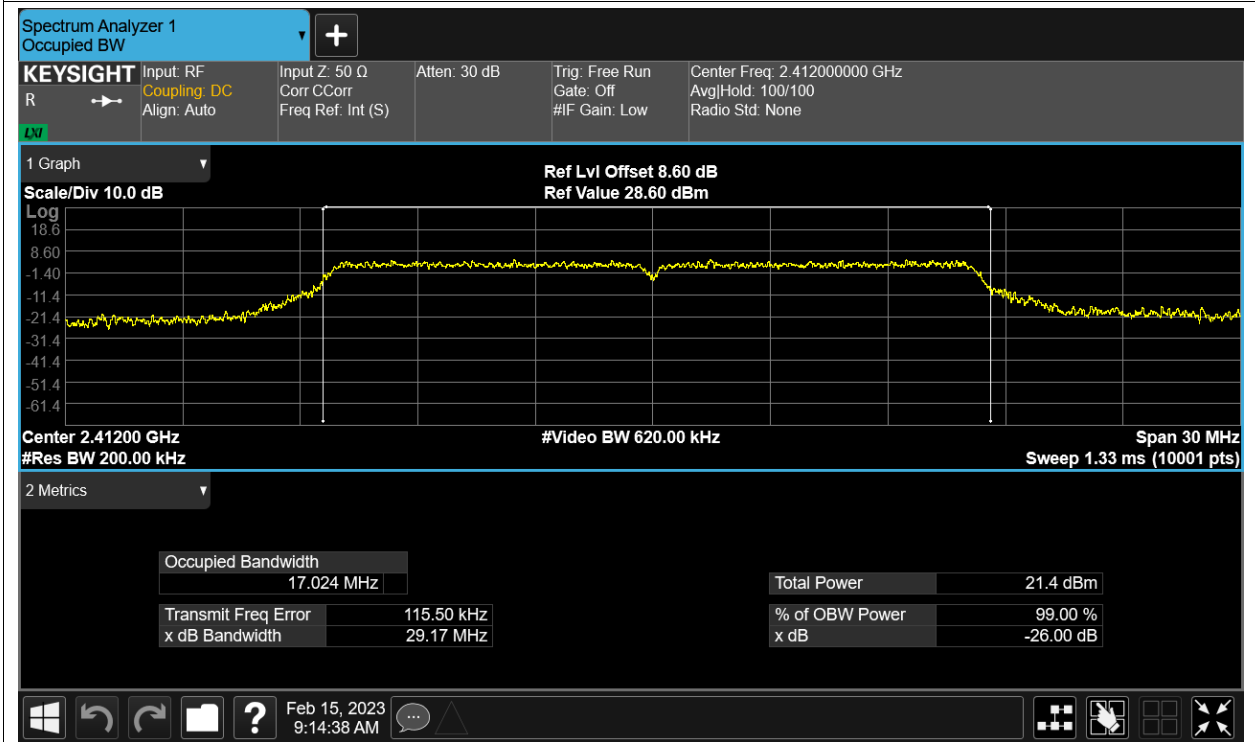 Spectrum Analyzer 1
Occupied BW
+
KEYSIGHT
R
LXI
Input: RF
Coupling: DC
Align: Auto
Input Z: 50 Ω
Corr CCorr
Freq Ref: Int (S)
Atten: 30 dB
Trig: Free Run
Gate: Off
#IF Gain: Low
Center Freq: 2.412000000 GHz
Avg|Hold: 100/100
Radio Std: None
1 Graph
Scale/Div 10.0 dB
Ref Lvl Offset 8.60 dB
Ref Value 28.60 dBm
Log
18.6
8.60
-1.40
-11.4
-21.4
-31.4
-41.4
-51.4
-61.4
Center 2.41200 GHz
#Video BW 620.00 kHz
Span 30 MHz
#Res BW 200.00 kHz
Sweep 1.33 ms (10001 pts)
2 Metrics
Occupied Bandwidth
17.024 MHz
Total Power 21.4 dBm
Transmit Freq Error 115.50 kHz
% of OBW Power 99.00 %
x dB Bandwidth 29.17 MHz
x dB -26.00 dB
?
Feb 15, 2023
9:14:38 AM